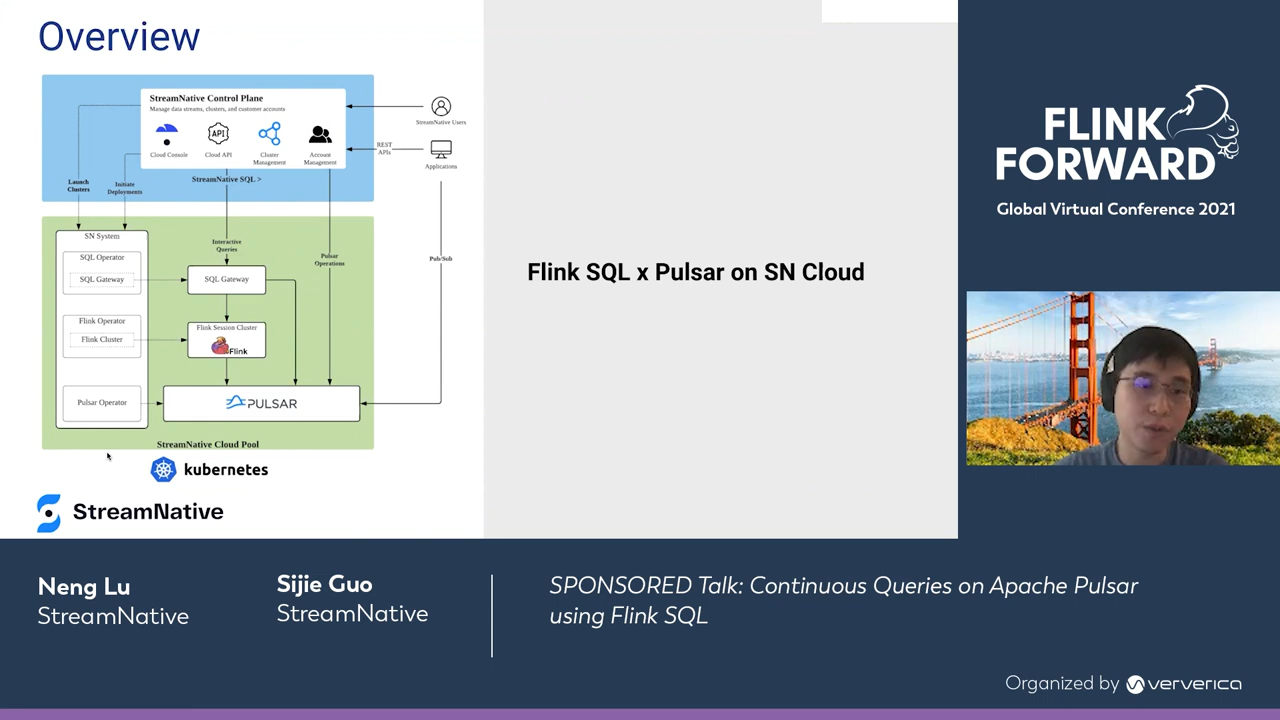 Overview
StreamNative Control Plane
Manage data streams, clusters, and customer accounts
Cloud Console
API
Cloud API
Cluster
Management
Account
Management
StreamNative Users
REST
APIs
Applications
StreamNative SQL >
Launch
Clusters
Initiate
Deployments
SN System
SQL Operator
SQL Gateway
Flink Operator
Flink Cluster
Pulsar Operator
Interactive
Queries
Pulsar
Operations
Pub/Sub
SQL Gateway
Flink Session Cluster
Flink
PULSAR
StreamNative Cloud Pool
kubernetes
StreamNative
Flink SQL x Pulsar on SN Cloud
FLINK
FORWARD
Global Virtual Conference 2021
Neng Lu
StreamNative
Sijie Guo
StreamNative
SPONSORED Talk: Continuous Queries on Apache Pulsar
using Flink SQL
Organized by ververica